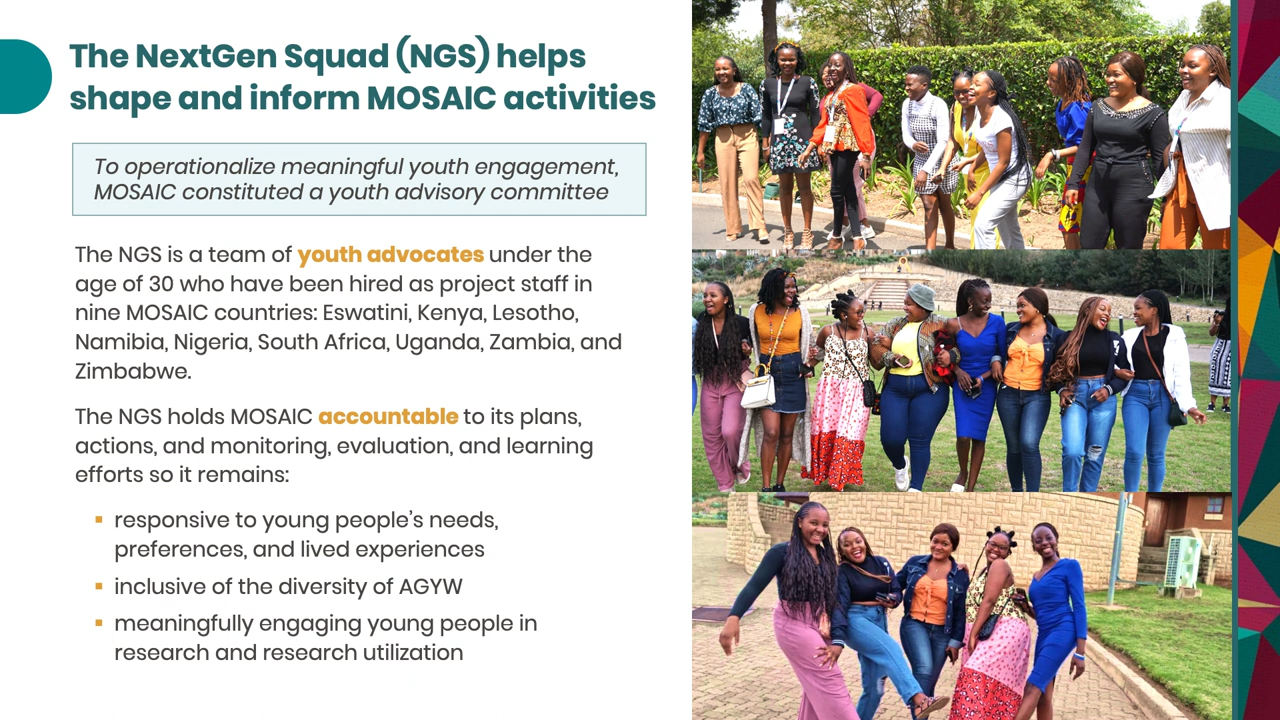 The NextGen Squad (NGS) helps
shape and inform MOSAIC activities
To operationalize meaningful youth engagement,
MOSAIC constituted a youth advisory committee
The NGS is a team of youth advocates under the
age of 30 who have been hired as project staff in
nine MOSAIC countries: Eswatini, Kenya, Lesotho,
Namibia, Nigeria, South Africa, Uganda, Zambia, and
Zimbabwe.
The NGS holds MOSAIC accountable to its plans,
actions, and monitoring, evaluation, and learning
efforts so it remains:
▪ responsive to young people’s needs,
preferences, and lived experiences
▪ inclusive of the diversity of AGYW
▪ meaningfully engaging young people in
research and research utilization